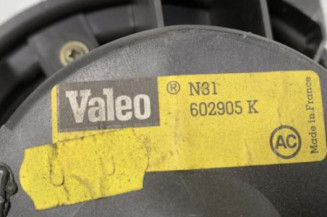 Valeo ® N31
602905 K
AC
Made in France